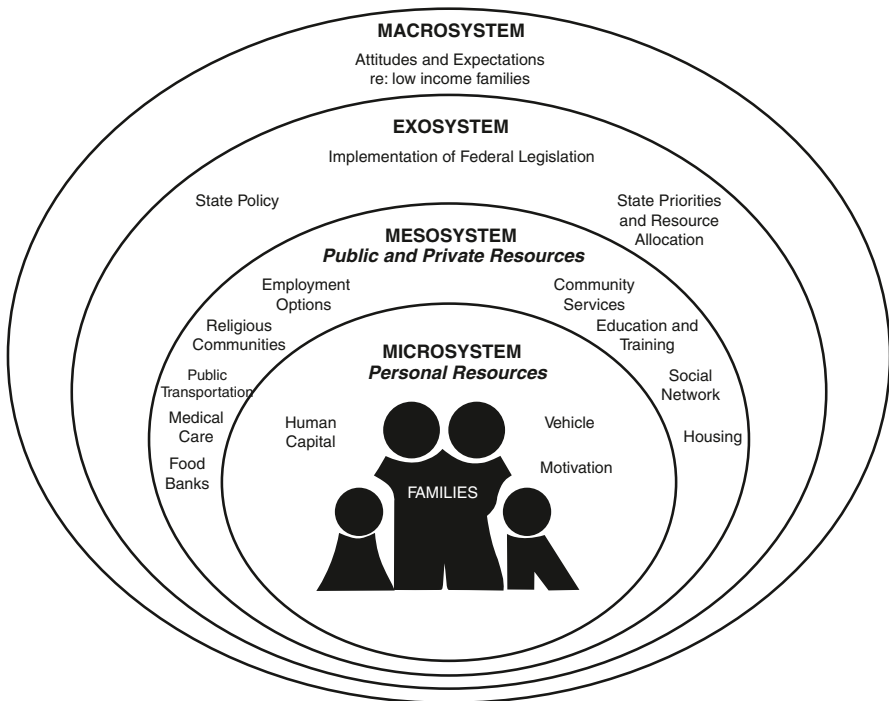 MACROSYSTEM
Attitudes and Expectations
re: low income families
EXOSYSTEM
Implementation of Federal Legislation
State Policy
State Priorities
and Resource
Allocation
MESOSYSTEM
Public and Private Resources
Employment
Options
Community
Services
Religious
Communities
Education and
Training
Public
Transportation
Social
Network
Medical
Care
Housing
Food
Banks
MICROSYSTEM
Personal Resources
Human
Capital
Vehicle
Motivation
FAMILIES